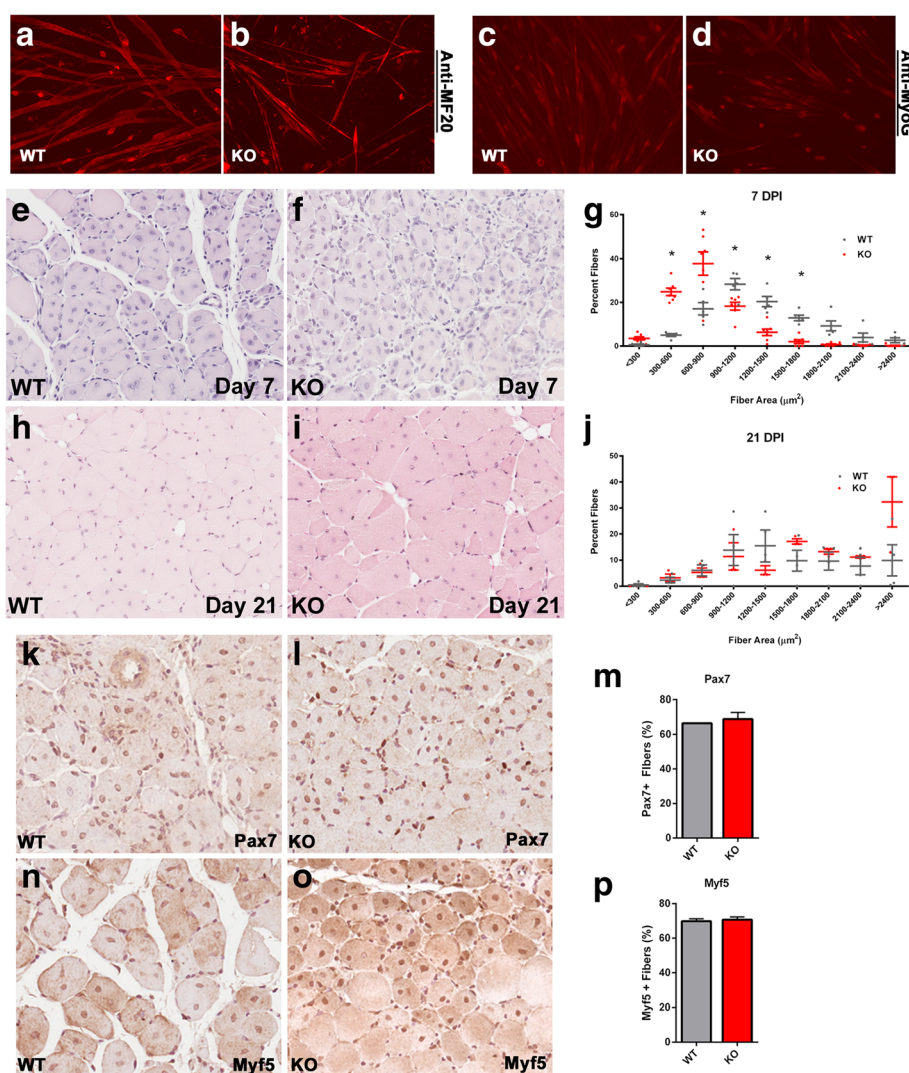 a
b
WT
KO
Anti-MF20
c
d
WT
KO
Anti-MyoG
e
WT
Day 7
f
KO
Day 7
g
7 DPI
WT
KO
Percent Fibers
60
40
20
0
<300
300-600
600-900
900-1200
1200-1500
1500-1800
1800-2100
2100-2400
>2400
Fiber Area (μm²)
* * * * *
h
WT
Day 21
i
KO
Day 21
j
21 DPI
WT
KO
Percent Fibers
50
40
30
20
10
0
<300
300-600
600-900
900-1200
1200-1500
1500-1800
1800-2100
2100-2400
>2400
Fiber Area (μm²)
k
WT
Pax7
l
KO
Pax7
m
Pax7
Pax7+ Fibers (%)
80
60
40
20
0
WT
KO
n
WT
Myf5
o
KO
Myf5
p
Myf5
Myf5 + Fibers (%)
80
60
40
20
0
WT
KO